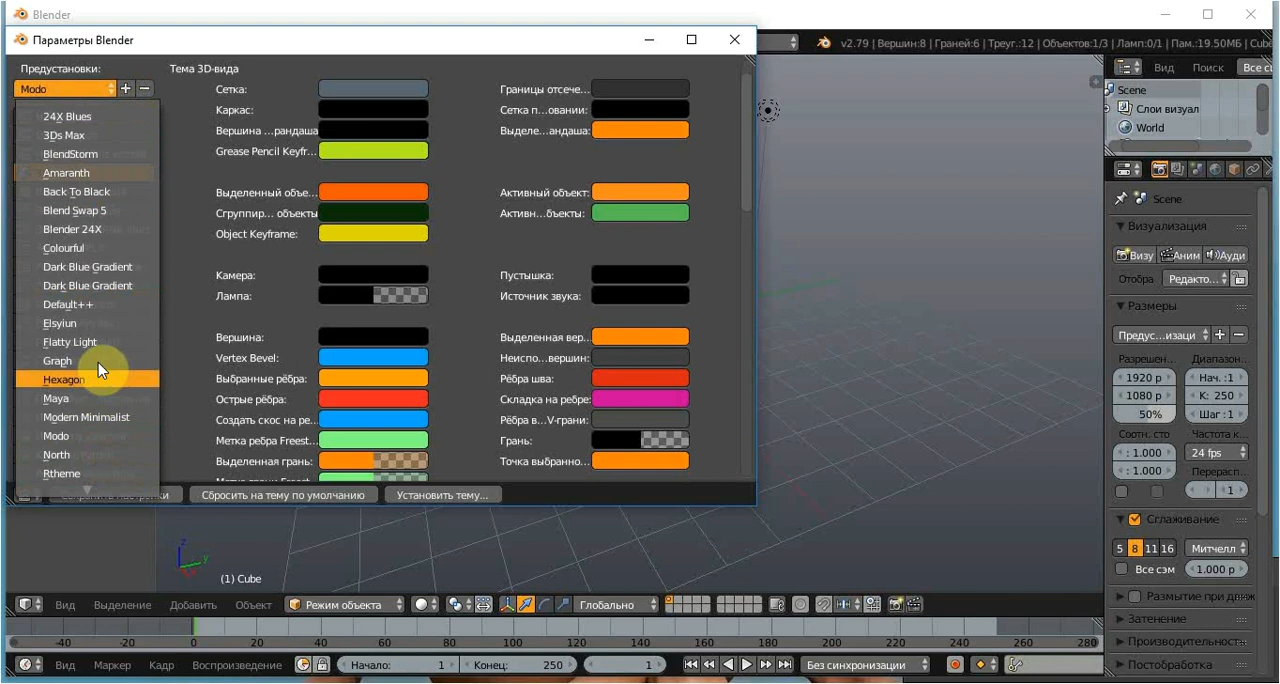 Blender
Параметры Blender
v2.79 | Вершин:8 | Граней:6 | Треуг.:12 | Объектов:1/3 | Ламп:0/1 | Пам.:19.50МБ | Cube
Предустановки:
Modo
24X Blues
3Ds Max
BlendStorm
Amaranth
Back To Black
Blend Swap 5
Blender 24X
Colourful
Dark Blue Gradient
Dark Blue Gradient
Default++
Elsyiun
Flatty Light
Graph
Hexagon
Maya
Modern Minimalist
Modo
North
Rtheme
Тема 3D-вида
Сетка:
Каркас:
Вершина ...рандаша
Grease Pencil Keyfr...
Выделенный объе...
Сгруппир... объекты
Object Keyframe:
Камера:
Лампа:
Вершина:
Vertex Bevel:
Выбранные рёбра:
Острые рёбра:
Создать скос на ре...
Метка ребра Freest...
Выделенная грань:
Границы отсече...
Сетка п...овании:
Выделе...андаша:
Активный объект:
Активн...бъекты:
Пустышка:
Источник звука:
Выделенная вер...
Неиспо...вершин:
Рёбра шва:
Складка на ребре:
Рёбра в...V-грани:
Грань:
Точка выбранно...
Сбросить на тему по умолчанию
Установить тему...
Вид Поиск Все сц
Scene
Слои визуал
World
Scene
Визуализация
Визу Аним Ауди
Отобра Редакто...
Размеры
Предус...изаци
Разрешен... Диапазон...
1920 p Нач. :1
1080 p К: 250
50% Шаг :1
Соотн. сто Частота к...
: 1.000 24 fps
: 1.000 Перерасп...
1
Сглаживание
5 8 11 16 Митчелл
Все сэм 1.000 p
Размытие при движ
Затенение
Производительность
Постобработка
z
y
(1) Cube
Вид Выделение Добавить Объект Режим объекта Глобально
-40 -20 0 20 40 60 80 100 120 140 160 180 200 220 240 260 280
Вид Маркер Кадр Воспроизведение Начало: 1 Конец: 250 1 Без синхронизации